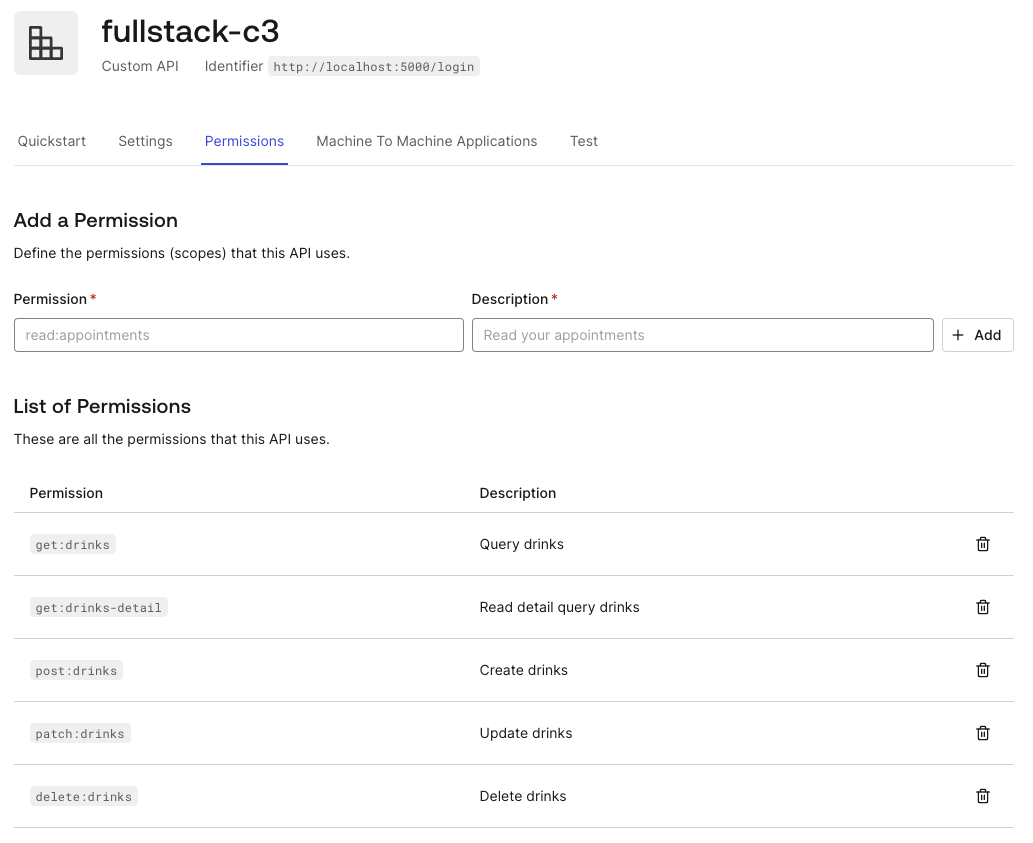 fullstack-c3
Custom API Identifier http://localhost:5000/login
Quickstart Settings Permissions Machine To Machine Applications Test
Add a Permission
Define the permissions (scopes) that this API uses.
Permission * Description *
read:appointments Read your appointments + Add
List of Permissions
These are all the permissions that this API uses.
Permission Description
get:drinks Query drinks
get:drinks-detail Read detail query drinks
post:drinks Create drinks
patch:drinks Update drinks
delete:drinks Delete drinks